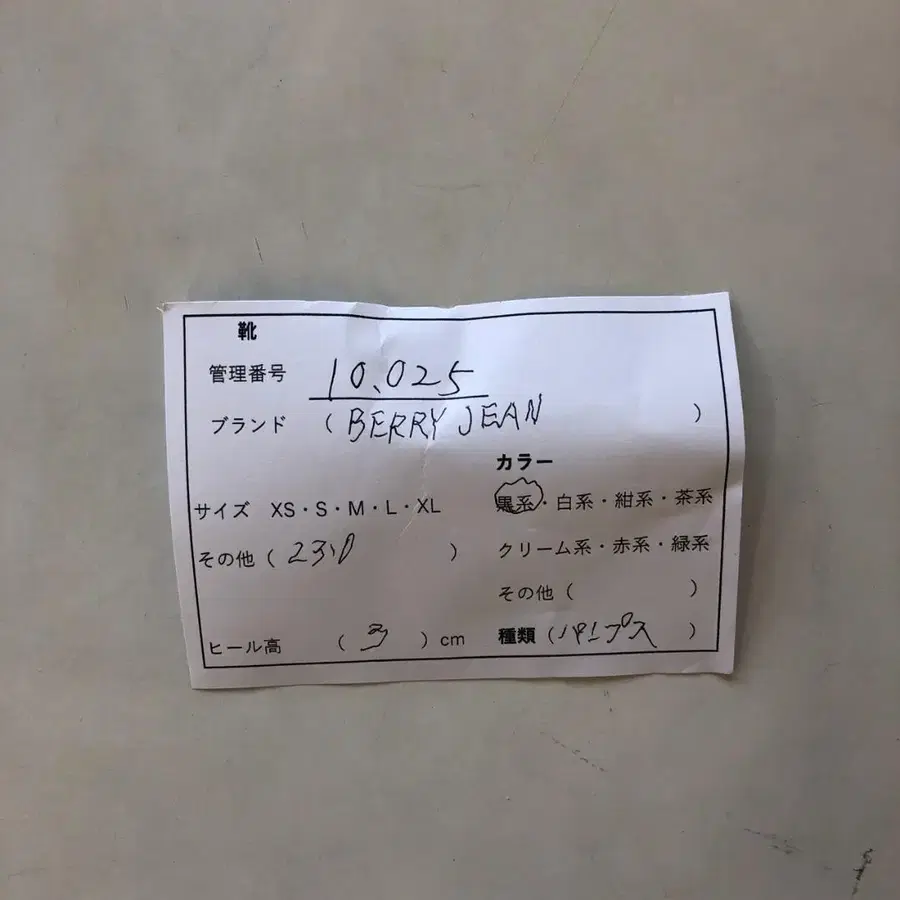 靴
管理番号 10.025
ブランド (BERRY JEAN)
カラー
サイズ XS・S・M・L・XL 黒系・白系・紺系・茶系
その他 ( ) クリーム系・赤系・緑系
その他 ( )
ヒール高 (3) cm 種類 (パンプス)